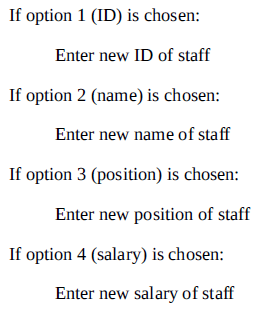 If option 1 (ID) is chosen:
Enter new ID of staff
If option 2 (name) is chosen:
Enter new name of staff
If option 3 (position) is chosen:
Enter new position of staff
If option 4 (salary) is chosen:
Enter new salary of staff